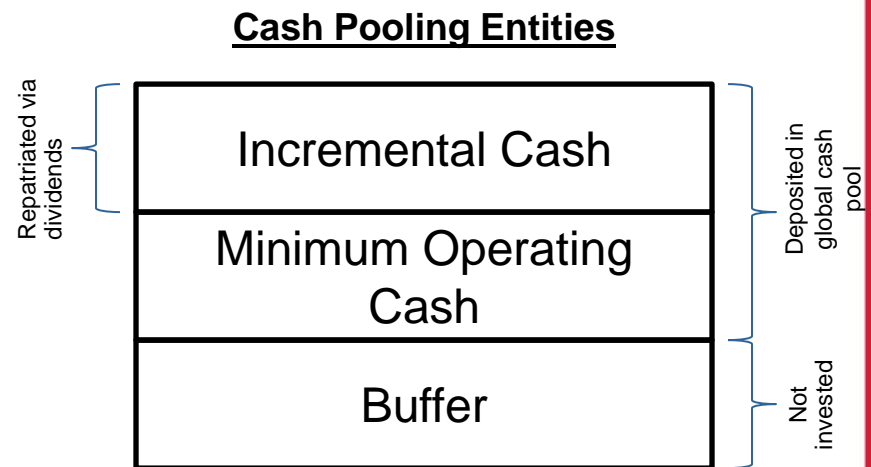 Cash Pooling Entities
Repatriated via
dividends
Incremental Cash
Minimum Operating
Cash
Buffer
Deposited in
global cash
pool
Not
invested